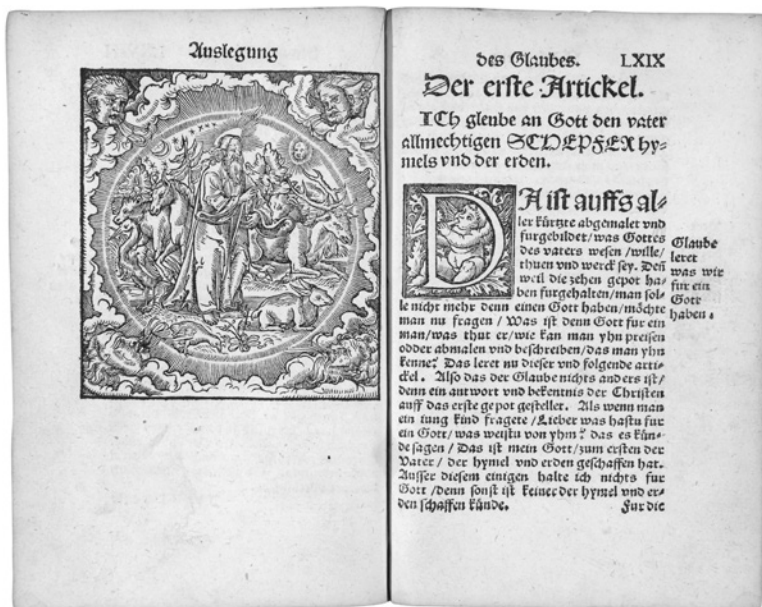 Auslegung
des Glaubes. LXIX
Der erste Artickel.
ICh gleube an Gott den vater
allmechtigen SCHEPFER hy-
mels vnd der erden.
DA ist auffs al-
ler kürtzte abgemalet vnd
furgebildet/was Gottes
des vaters wesen/wille/
thuen vnd werck sey. Deñ
weil die zehen gepot ha-
ben furgehalten/man sol-
le nicht mehr denn einen Gott haben/möchte
man nu fragen/Was ist denn Gott fur ein
man/was thut er/wie kan man yhn preisen
odder abmalen vnd beschreiben/das man yhn
kenne? Das leret nu dieser vnd folgende arti-
ckel. Also das der Glaube nichts anders ist/
denn ein antwort vnd bekentnis der Christen
auff das erste gepot gestellet. Als wenn man
ein iung kind fragete/Lieber was hastu fur
ein Gott/was weistu von yhm? das es kün-
de sagen/Das ist mein Gott/zum ersten der
Vater/der hymel vnd erden geschaffen hat.
Ausser diesem einigen halte ich nichts fur
Gott/denn sonst ist keiner der hymel vnd er-
den schaffen künde.
Fur die
Glaube
leret
was wir
fur ein
Gott
haben.